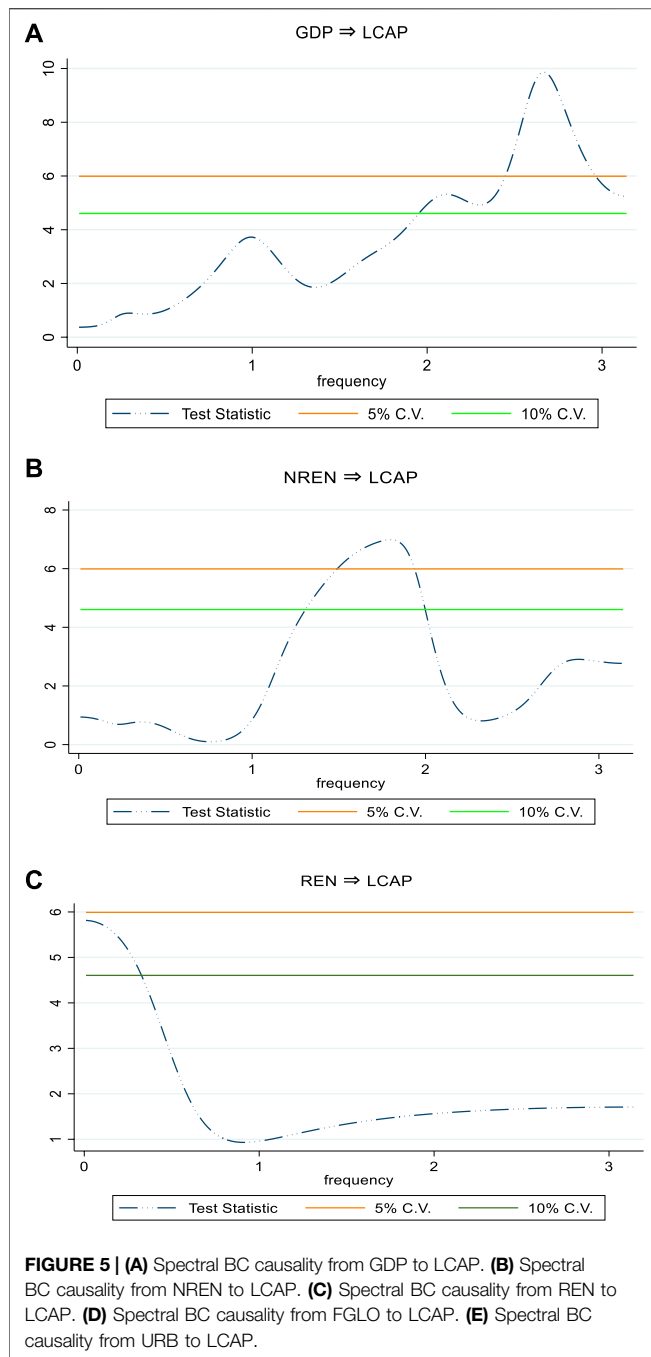 A
GDP ⇒ LCAP
10
8
6
4
2
0
0 1 2 3
frequency
Test Statistic 5% C.V. 10% C.V.
B
NREN ⇒ LCAP
8
6
4
2
0
0 1 2 3
frequency
Test Statistic 5% C.V. 10% C.V.
C
REN ⇒ LCAP
6
5
4
3
2
1
0 1 2 3
frequency
Test Statistic 5% C.V. 10% C.V.
FIGURE 5 | (A) Spectral BC causality from GDP to LCAP. (B) Spectral
BC causality from NREN to LCAP. (C) Spectral BC causality from REN to
LCAP. (D) Spectral BC causality from FGLO to LCAP. (E) Spectral BC
causality from URB to LCAP.